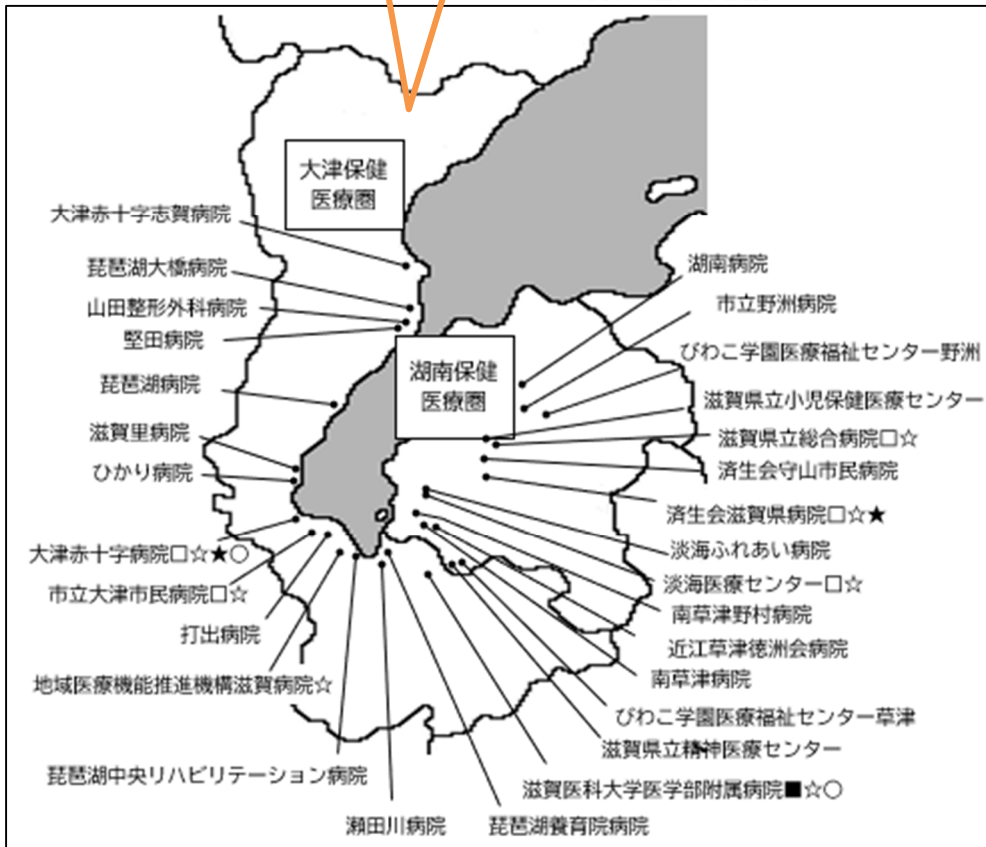 大津保健
医療圏
大津赤十字志賀病院
琵琶湖大橋病院
山田整形外科病院
堅田病院
琵琶湖病院
滋賀里病院
ひかり病院
大津赤十字病院□☆★○
市立大津市民病院□☆
打出病院
地域医療機能推進機構滋賀病院☆
琵琶湖中央リハビリテーション病院
瀬田川病院
琵琶湖養育院病院
湖南保健
医療圏
湖南病院
市立野洲病院
びわこ学園医療福祉センター野洲
滋賀県立小児保健医療センター
滋賀県立総合病院□☆
済生会守山市民病院
済生会滋賀県病院□☆★
淡海ふれあい病院
淡海医療センター□☆
南草津野村病院
近江草津徳洲会病院
南草津病院
びわこ学園医療福祉センター草津
滋賀県立精神医療センター
滋賀医科大学医学部附属病院■☆○